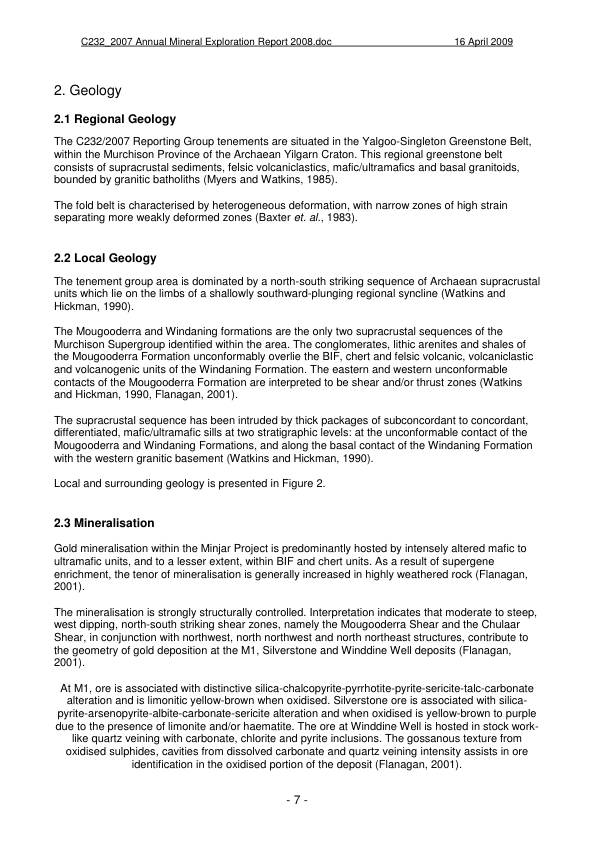 C232_2007 Annual Mineral Exploration Report 2008.doc 16 April 2009
2. Geology
2.1 Regional Geology
The C232/2007 Reporting Group tenements are situated in the Yalgoo-Singleton Greenstone Belt,
within the Murchison Province of the Archaean Yilgarn Craton. This regional greenstone belt
consists of supracrustal sediments, felsic volcaniclastics, mafic/ultramafics and basal granitoids,
bounded by granitic batholiths (Myers and Watkins, 1985).
The fold belt is characterised by heterogeneous deformation, with narrow zones of high strain
separating more weakly deformed zones (Baxter et. al., 1983).
2.2 Local Geology
The tenement group area is dominated by a north-south striking sequence of Archaean supracrustal
units which lie on the limbs of a shallowly southward-plunging regional syncline (Watkins and
Hickman, 1990).
The Mougooderra and Windaning formations are the only two supracrustal sequences of the
Murchison Supergroup identified within the area. The conglomerates, lithic arenites and shales of
the Mougooderra Formation unconformably overlie the BIF, chert and felsic volcanic, volcaniclastic
and volcanogenic units of the Windaning Formation. The eastern and western unconformable
contacts of the Mougooderra Formation are interpreted to be shear and/or thrust zones (Watkins
and Hickman, 1990, Flanagan, 2001).
The supracrustal sequence has been intruded by thick packages of subconcordant to concordant,
differentiated, mafic/ultramafic sills at two stratigraphic levels: at the unconformable contact of the
Mougooderra and Windaning Formations, and along the basal contact of the Windaning Formation
with the western granitic basement (Watkins and Hickman, 1990).
Local and surrounding geology is presented in Figure 2.
2.3 Mineralisation
Gold mineralisation within the Minjar Project is predominantly hosted by intensely altered mafic to
ultramafic units, and to a lesser extent, within BIF and chert units. As a result of supergene
enrichment, the tenor of mineralisation is generally increased in highly weathered rock (Flanagan,
2001).
The mineralisation is strongly structurally controlled. Interpretation indicates that moderate to steep,
west dipping, north-south striking shear zones, namely the Mougooderra Shear and the Chulaar
Shear, in conjunction with northwest, north northwest and north northeast structures, contribute to
the geometry of gold deposition at the M1, Silverstone and Winddine Well deposits (Flanagan,
2001).
At M1, ore is associated with distinctive silica-chalcopyrite-pyrrhotite-pyrite-sericite-talc-carbonate
alteration and is limonitic yellow-brown when oxidised. Silverstone ore is associated with silica-
pyrite-arsenopyrite-albite-carbonate-sericite alteration and when oxidised is yellow-brown to purple
due to the presence of limonite and/or haematite. The ore at Winddine Well is hosted in stock work-
like quartz veining with carbonate, chlorite and pyrite inclusions. The gossanous texture from
oxidised sulphides, cavities from dissolved carbonate and quartz veining intensity assists in ore
identification in the oxidised portion of the deposit (Flanagan, 2001).
- 7 -